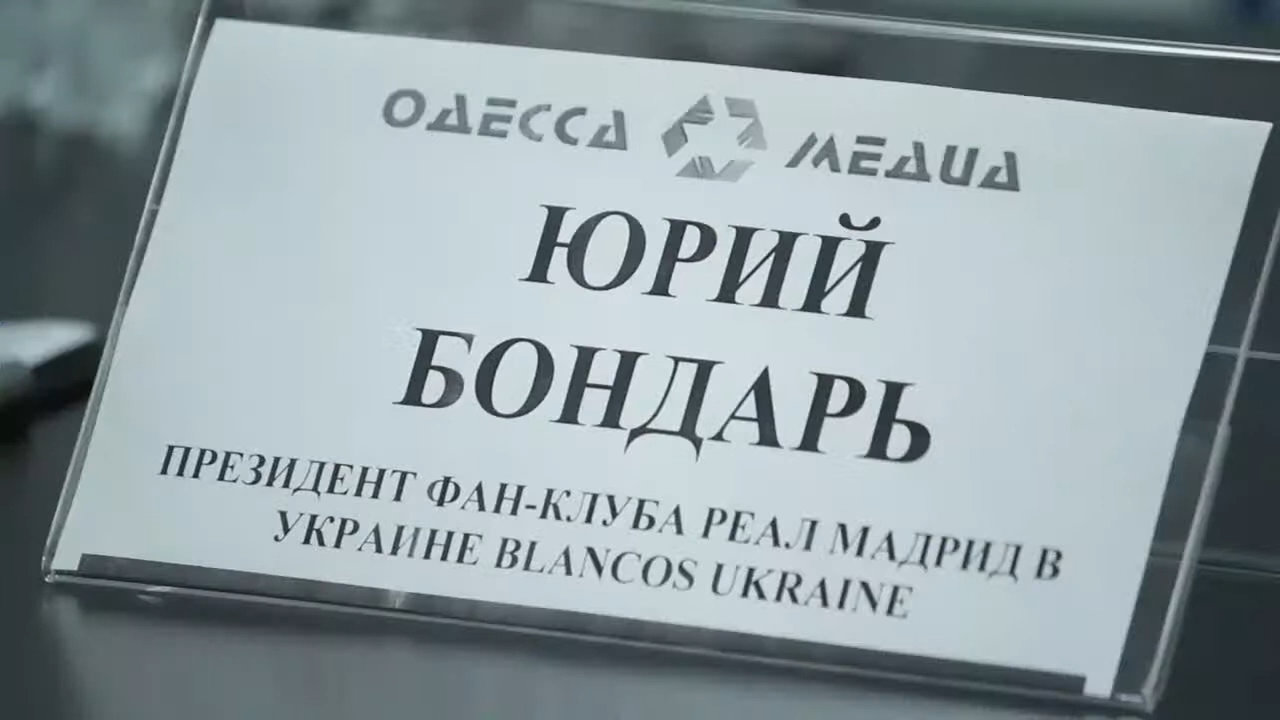 ОДЕССА МЕДИА
ЮРИЙ
БОНДАРЬ
ПРЕЗИДЕНТ ФАН-КЛУБА РЕАЛ МАДРИД В
УКРАИНЕ BLANCOS UKRAINE